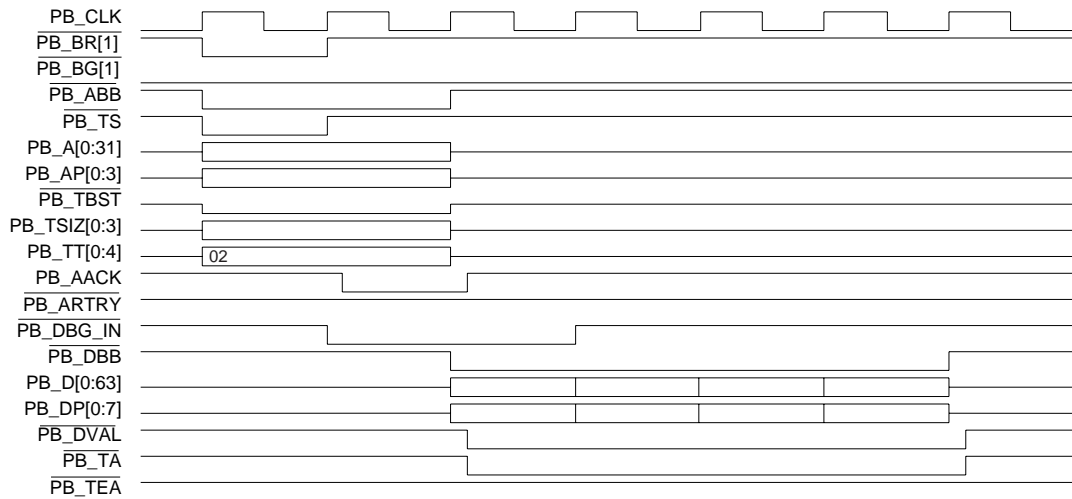 PB_CLK
PB_BR[1]
PB_BG[1]
PB_ABB
PB_TS
PB_A[0:31]
PB_AP[0:3]
PB_TBST
PB_TSIZ[0:3]
PB_TT[0:4]
02
PB_AACK
PB_ARTRY
PB_DBG_IN
PB_DBB
PB_D[0:63]
PB_DP[0:7]
PB_DVAL
PB_TA
PB_TEA